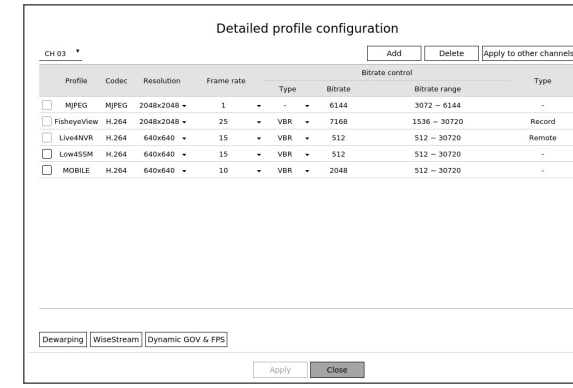 Detailed profile configuration
CH 03 Add Delete Apply to other channels
Bitrate control
Profile Codec Resolution Frame rate Type
Type Bitrate Bitrate range
MJPEG MJPEG 2048x2048 1 - 6144 3072 ~ 6144 -
FisheyeView H.264 2048x2048 25 VBR 7168 1536 ~ 30720 Record
Live4NVR H.264 640x640 15 VBR 512 512 ~ 30720 Remote
Low4SSM H.264 640x640 15 VBR 512 512 ~ 30720 -
MOBILE H.264 640x640 10 VBR 2048 512 ~ 30720 -
Dewarping WiseStream Dynamic GOV & FPS
Apply Close